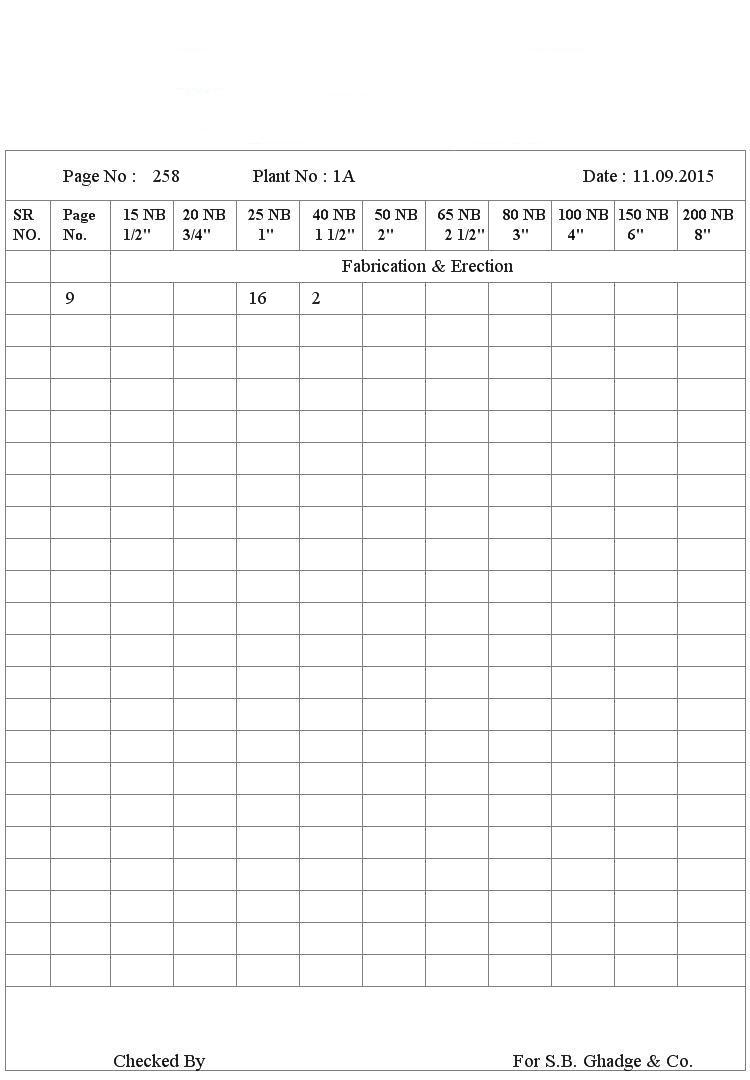 Page No : 258 Plant No : 1A Date : 11.09.2015
SR Page 15 NB 20 NB 25 NB 40 NB 50 NB 65 NB 80 NB 100 NB 150 NB 200 NB
NO. No. 1/2" 3/4" 1" 1 1/2" 2" 2 1/2" 3" 4" 6" 8"
Fabrication & Erection
9 16 2
Checked By For S.B. Ghadge & Co.